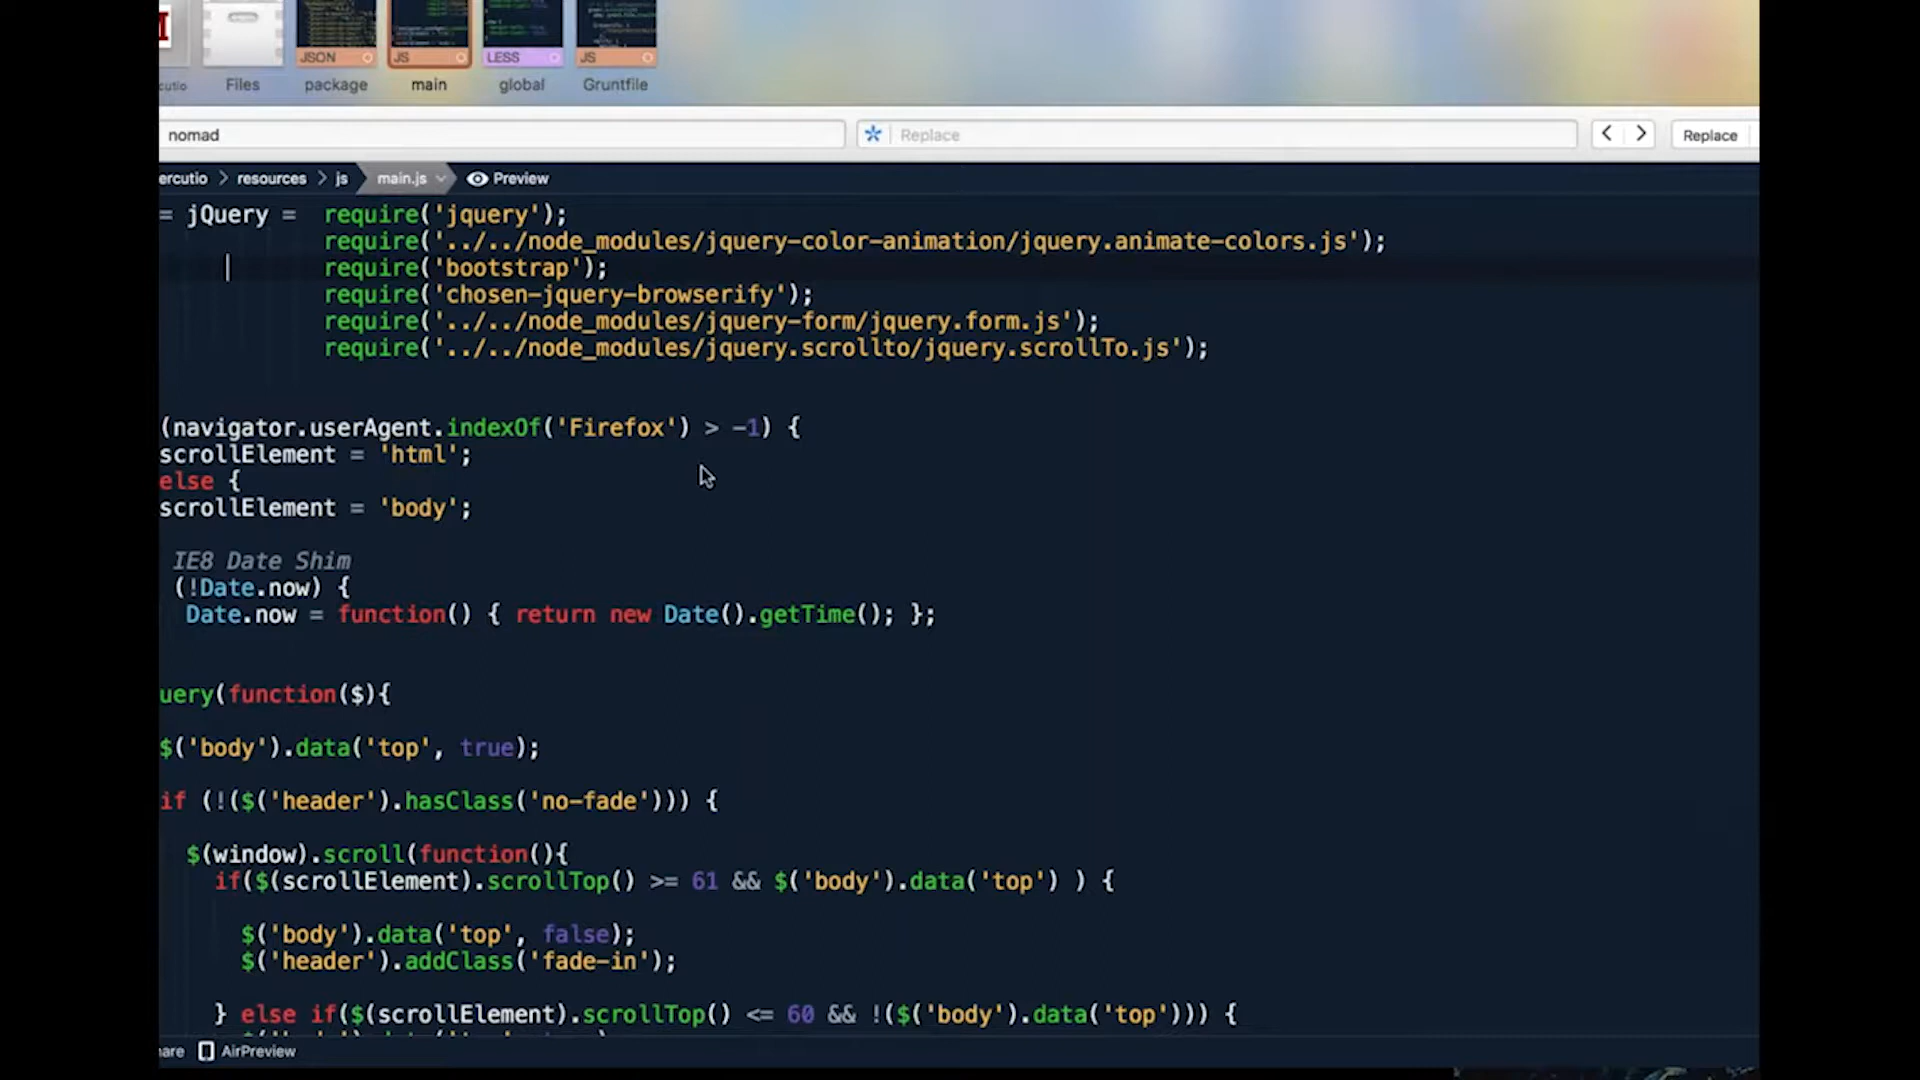 JSON
JS
LESS
JS
cutio
Files
package
main
global
Gruntfile
nomad
Replace
Replace
ercutio > resources > js
main.js
Preview
= jQuery = require('jquery');
require('../../node_modules/jquery-color-animation/jquery.animate-colors.js');
require('bootstrap');
require('chosen-jquery-browserify');
require('../../node_modules/jquery-form/jquery.form.js');
require('../../node_modules/jquery.scrollto/jquery.scrollTo.js');
(navigator.userAgent.indexOf('Firefox') > -1) {
scrollElement = 'html';
else {
scrollElement = 'body';
IE8 Date Shim
(!Date.now) {
Date.now = function() { return new Date().getTime(); };
uery(function($){
$('body').data('top', true);
if (!($('header').hasClass('no-fade'))) {
$(window).scroll(function(){
if($(scrollElement).scrollTop() >= 61 && $('body').data('top') ) {
$('body').data('top', false);
$('header').addClass('fade-in');
} else if($(scrollElement).scrollTop() <= 60 && !($('body').data('top'))) {
hare
AirPreview